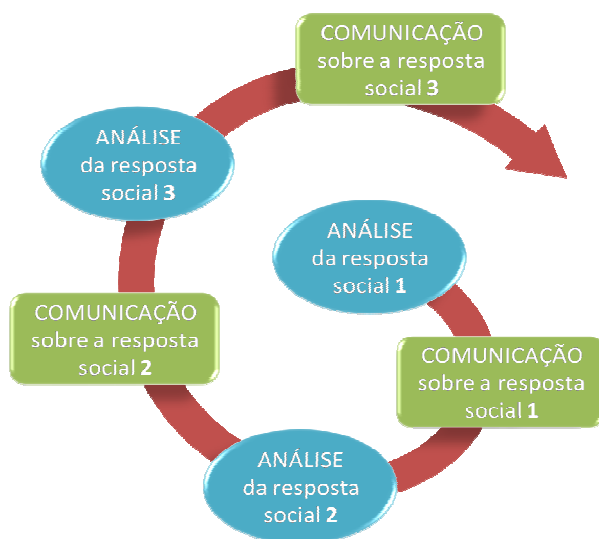 COMUNICAÇÃO
sobre a resposta
social 3
ANÁLISE
da resposta
social 3
ANÁLISE
da resposta
social 1
COMUNICAÇÃO
sobre a resposta
social 2
COMUNICAÇÃO
sobre a resposta
social 1
ANÁLISE
da resposta
social 2